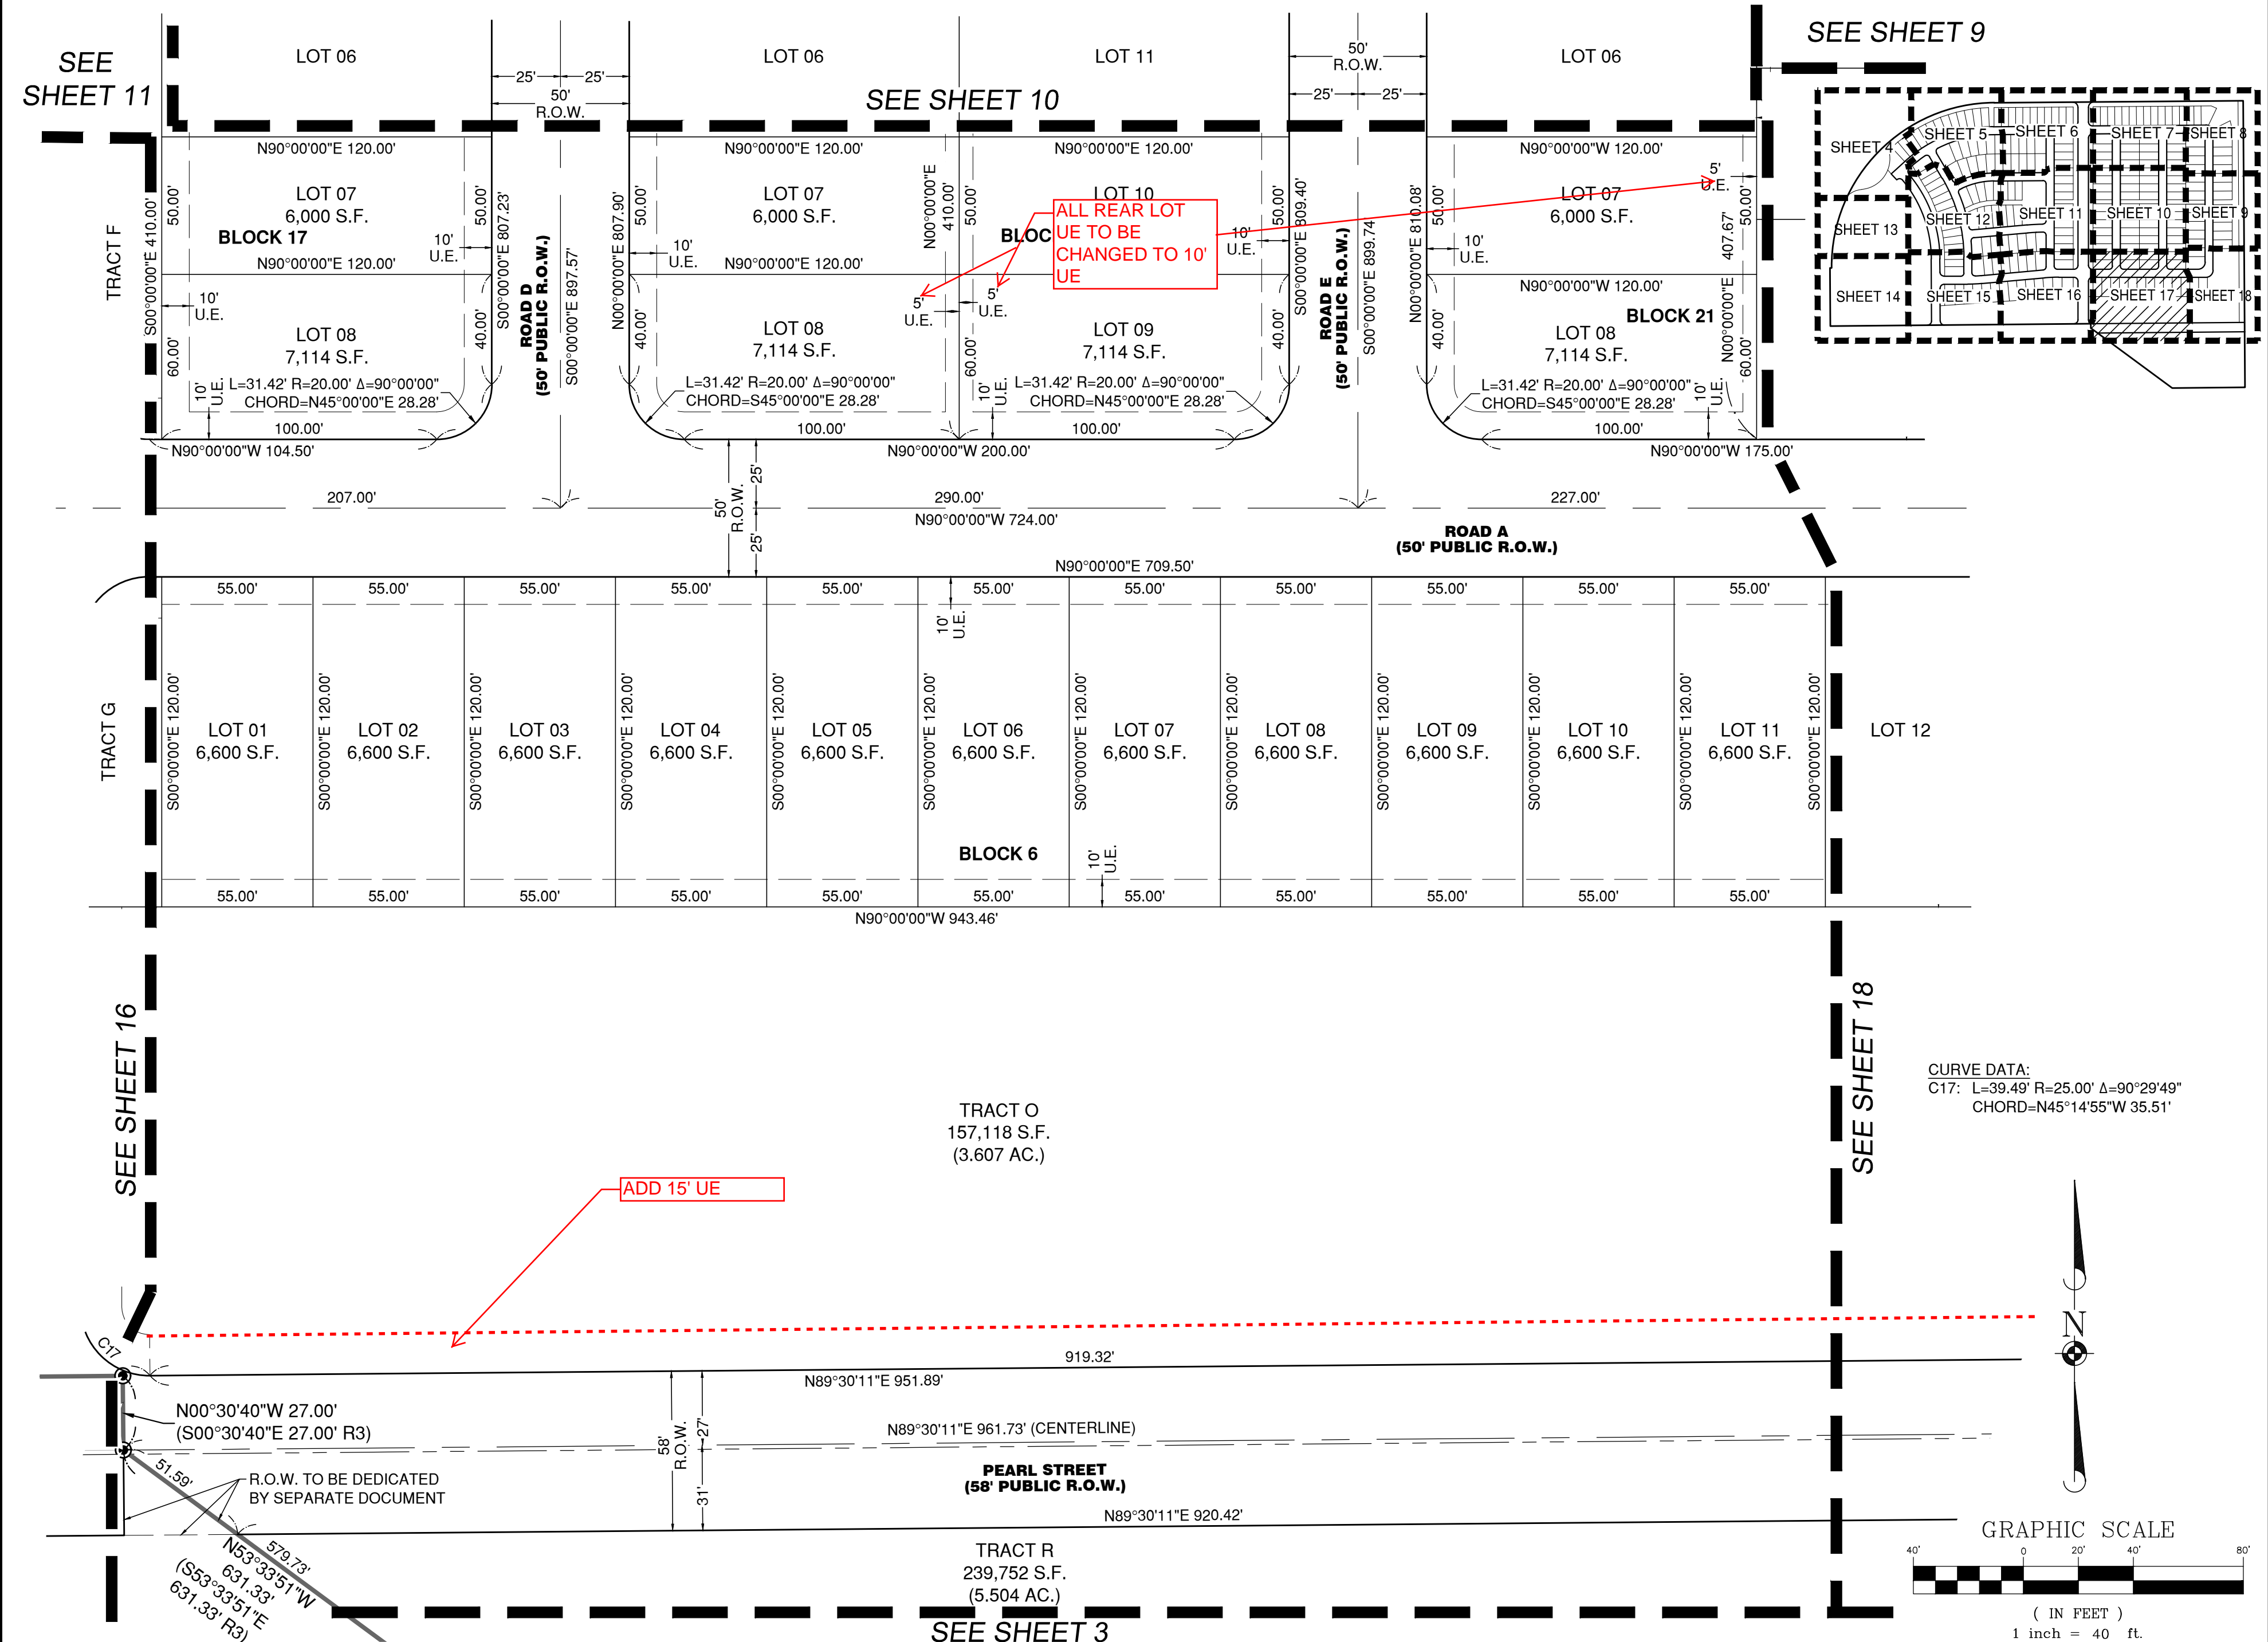 SEE
SHEET 11
LOT 06
25'
25'
50'
R.O.W.
LOT 06
LOT 11
50'
R.O.W.
25'
25'
LOT 06
SEE SHEET 9
SEE SHEET 10
N90°00'00"E 120.00'
N90°00'00"E 120.00'
N90°00'00"E 120.00'
N90°00'00"W 120.00'
TRACT F
S00°00'00"E 410.00'
50.00'
LOT 07
6,000 S.F.
BLOCK 17
50.00'
10'
U.E.
N90°00'00"E 120.00'
10'
U.E.
LOT 08
7,114 S.F.
60.00'
40.00'
10'
U.E.
L=31.42' R=20.00' Δ=90°00'00"
CHORD=N45°00'00"E 28.28'
100.00'
N90°00'00"W 104.50'
S00°00'00"E 807.23'
ROAD D
(50' PUBLIC R.O.W.)
S00°00'00"E 897.57'
N00°00'00"E 807.90'
50.00'
LOT 07
6,000 S.F.
10'
U.E.
N90°00'00"E 120.00'
N00°00'00"E
410.00'
50.00'
LOT 10
ALL REAR LOT
UE TO BE
CHANGED TO 10'
UE
BLOC
10'
U.E.
50.00'
5'
U.E.
5'
U.E.
40.00'
LOT 08
7,114 S.F.
L=31.42' R=20.00' Δ=90°00'00"
CHORD=S45°00'00"E 28.28'
100.00'
60.00'
LOT 09
7,114 S.F.
10'
U.E.
L=31.42' R=20.00' Δ=90°00'00"
CHORD=N45°00'00"E 28.28'
100.00'
40.00'
N90°00'00"W 200.00'
S00°00'00"E 809.40'
ROAD E
(50' PUBLIC R.O.W.)
S00°00'00"E 899.74'
N00°00'00"E 810.08'
50.00'
LOT 07
6,000 S.F.
5'
U.E.
50.00'
10'
U.E.
407.67'
N90°00'00"W 120.00'
BLOCK 21
N00°00'00"E
40.00'
LOT 08
7,114 S.F.
60.00'
L=31.42' R=20.00' Δ=90°00'00"
CHORD=S45°00'00"E 28.28'
10'
U.E.
100.00'
N90°00'00"W 175.00'
SHEET 4
SHEET 5
SHEET 6
SHEET 7
SHEET 8
SHEET 13
SHEET 12
SHEET 11
SHEET 10
SHEET 9
SHEET 14
SHEET 15
SHEET 16
SHEET 17
SHEET 18
207.00'
50'
R.O.W.
25'
25'
290.00'
227.00'
N90°00'00"W 724.00'
ROAD A
(50' PUBLIC R.O.W.)
N90°00'00"E 709.50'
55.00'
55.00'
55.00'
55.00'
55.00'
55.00'
55.00'
55.00'
55.00'
55.00'
55.00'
10'
U.E.
TRACT G
S00°00'00"E 120.00'
LOT 01
6,600 S.F.
S00°00'00"E 120.00'
LOT 02
6,600 S.F.
S00°00'00"E 120.00'
LOT 03
6,600 S.F.
S00°00'00"E 120.00'
LOT 04
6,600 S.F.
S00°00'00"E 120.00'
LOT 05
6,600 S.F.
S00°00'00"E 120.00'
LOT 06
6,600 S.F.
S00°00'00"E 120.00'
LOT 07
6,600 S.F.
S00°00'00"E 120.00'
LOT 08
6,600 S.F.
S00°00'00"E 120.00'
LOT 09
6,600 S.F.
S00°00'00"E 120.00'
LOT 10
6,600 S.F.
S00°00'00"E 120.00'
LOT 11
6,600 S.F.
S00°00'00"E 120.00'
LOT 12
BLOCK 6
10'
U.E.
55.00'
55.00'
55.00'
55.00'
55.00'
55.00'
55.00'
55.00'
55.00'
55.00'
55.00'
N90°00'00"W 943.46'
SEE SHEET 16
SEE SHEET 18
CURVE DATA:
C17: L=39.49' R=25.00' Δ=90°29'49"
CHORD=N45°14'55"W 35.51'
TRACT O
157,118 S.F.
(3.607 AC.)
ADD 15' UE
N
C17
919.32'
N89°30'11"E 951.89'
N00°30'40"W 27.00'
(S00°30'40"E 27.00' R3)
58'
R.O.W.
27'
31'
N89°30'11"E 961.73' (CENTERLINE)
PEARL STREET
(58' PUBLIC R.O.W.)
51.59'
R.O.W. TO BE DEDICATED
BY SEPARATE DOCUMENT
N89°30'11"E 920.42'
579.73'
N53°33'51"W
631.33'
(S53°33'51"E
631.33' R3)
TRACT R
239,752 S.F.
(5.504 AC.)
SEE SHEET 3
GRAPHIC SCALE
40'
0
20'
40'
80'
( IN FEET )
1 inch = 40 ft.